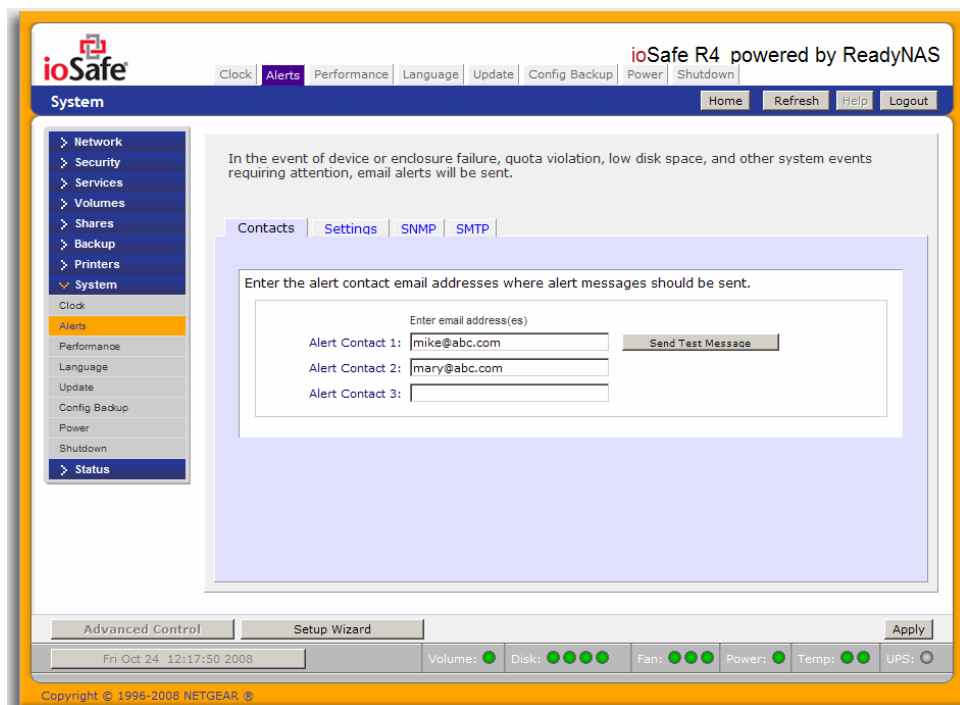 ioSafe
ioSafe R4 powered by ReadyNAS
Clock Alerts Performance Language Update Config Backup Power Shutdown
System
Home Refresh Help Logout
Network
Security
Services
Volumes
Shares
Backup
Printers
System
Clock
Alerts
Performance
Language
Update
Config Backup
Power
Shutdown
Status
In the event of device or enclosure failure, quota violation, low disk space, and other system events
requiring attention, email alerts will be sent.
Contacts Settings SNMP SMTP
Enter the alert contact email addresses where alert messages should be sent.
Enter email address(es)
Alert Contact 1: mike@abc.com Send Test Message
Alert Contact 2: mary@abc.com
Alert Contact 3:
Advanced Control Setup Wizard Apply
Fri Oct 24 12:17:50 2008 Volume: Disk: Fan: Power: Temp: UPS:
Copyright © 1996-2008 NETGEAR ®